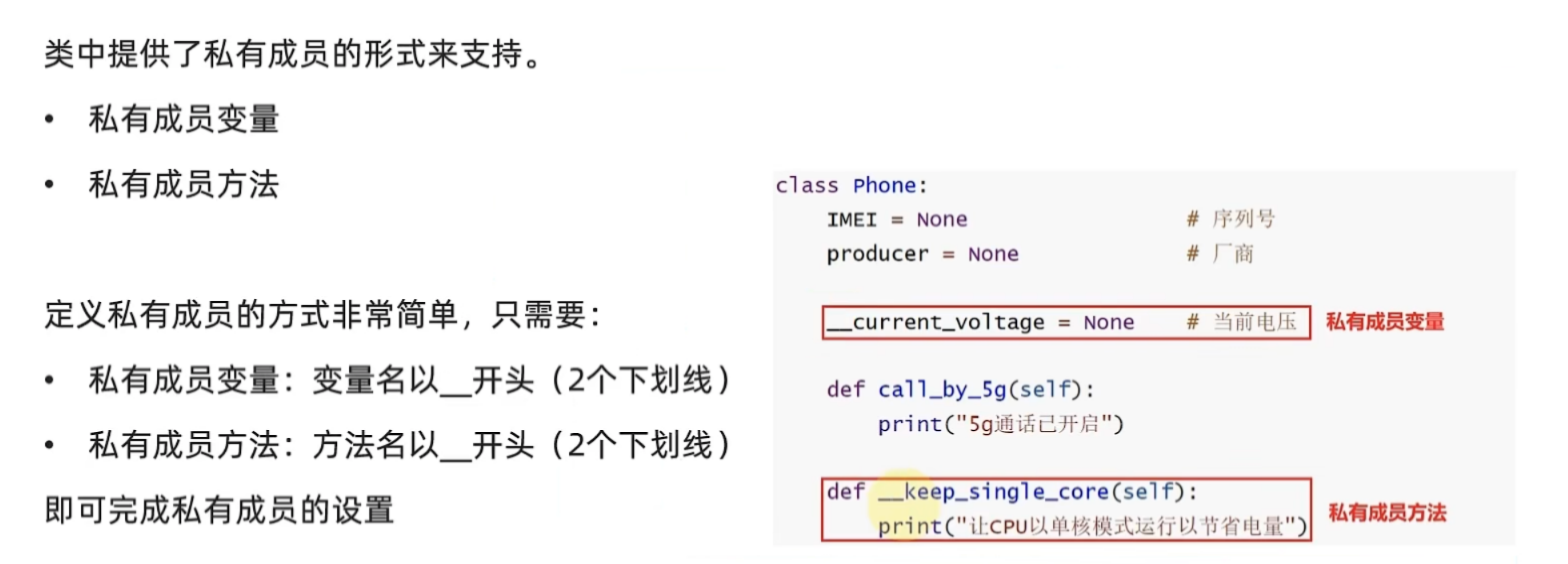 类中提供了私有成员的形式来支持。
• 私有成员变量
• 私有成员方法
定义私有成员的方式非常简单，只需要：
• 私有成员变量：变量名以__开头（2个下划线）
• 私有成员方法：方法名以__开头（2个下划线）
即可完成私有成员的设置
class Phone:
    IMEI = None # 序列号
    producer = None # 厂商
    __current_voltage = None # 当前电压 私有成员变量
    def call_by_5g(self):
        print("5g通话已开启")
    def __keep_single_core(self):
        print("让CPU以单核模式运行以节省电量")
私有成员方法